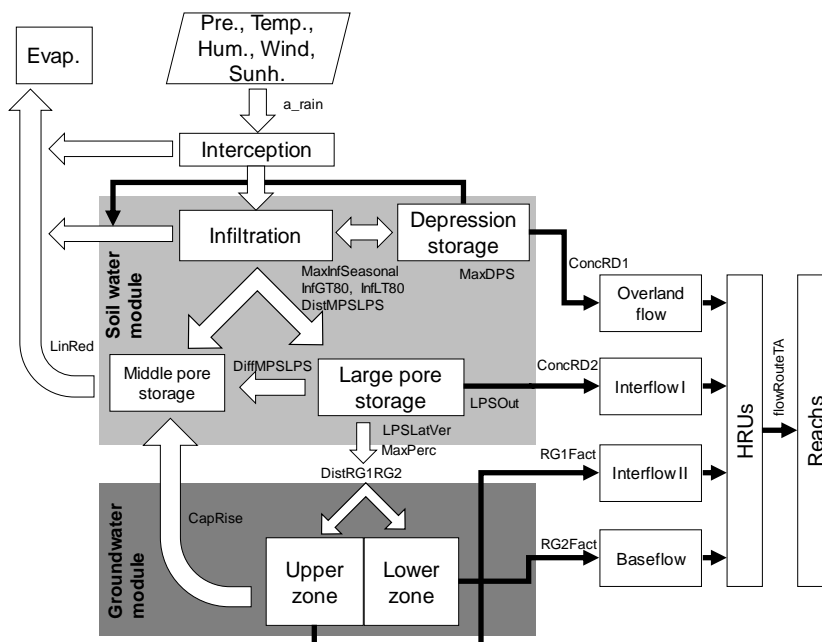 Pre., Temp.,
Hum., Wind,
Sunh.
Evap.
a_rain
Interception
Infiltration
Depression
storage
MaxInfSeasonal
InfGT80, InfLT80
DistMPSLPS
MaxDPS
ConcRD1
Overland
flow
Soil water
module
LinRed
Middle pore
storage
DiffMPSLPS
Large pore
storage
LPSOut
ConcRD2
Interflow I
LPSLatVer
MaxPerc
DistRG1RG2
RG1Fact
Interflow II
HRUs
flowRouteTA
Reachs
Groundwater
module
CapRise
Upper
zone
Lower
zone
RG2Fact
Baseflow